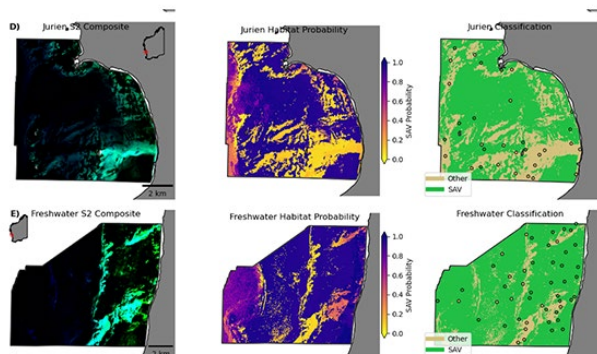 D)
Jurien S2 Composite
Jurien Habitat Probability
Jurien Classification
1.0
0.8
0.6
0.4
0.2
0.0
SAV Probability
2 km
Other
SAV
E)
Freshwater S2 Composite
Freshwater Habitat Probability
Freshwater Classification
1.0
0.8
0.6
0.4
0.2
0.0
SAV Probability
2 km
Other
SAV